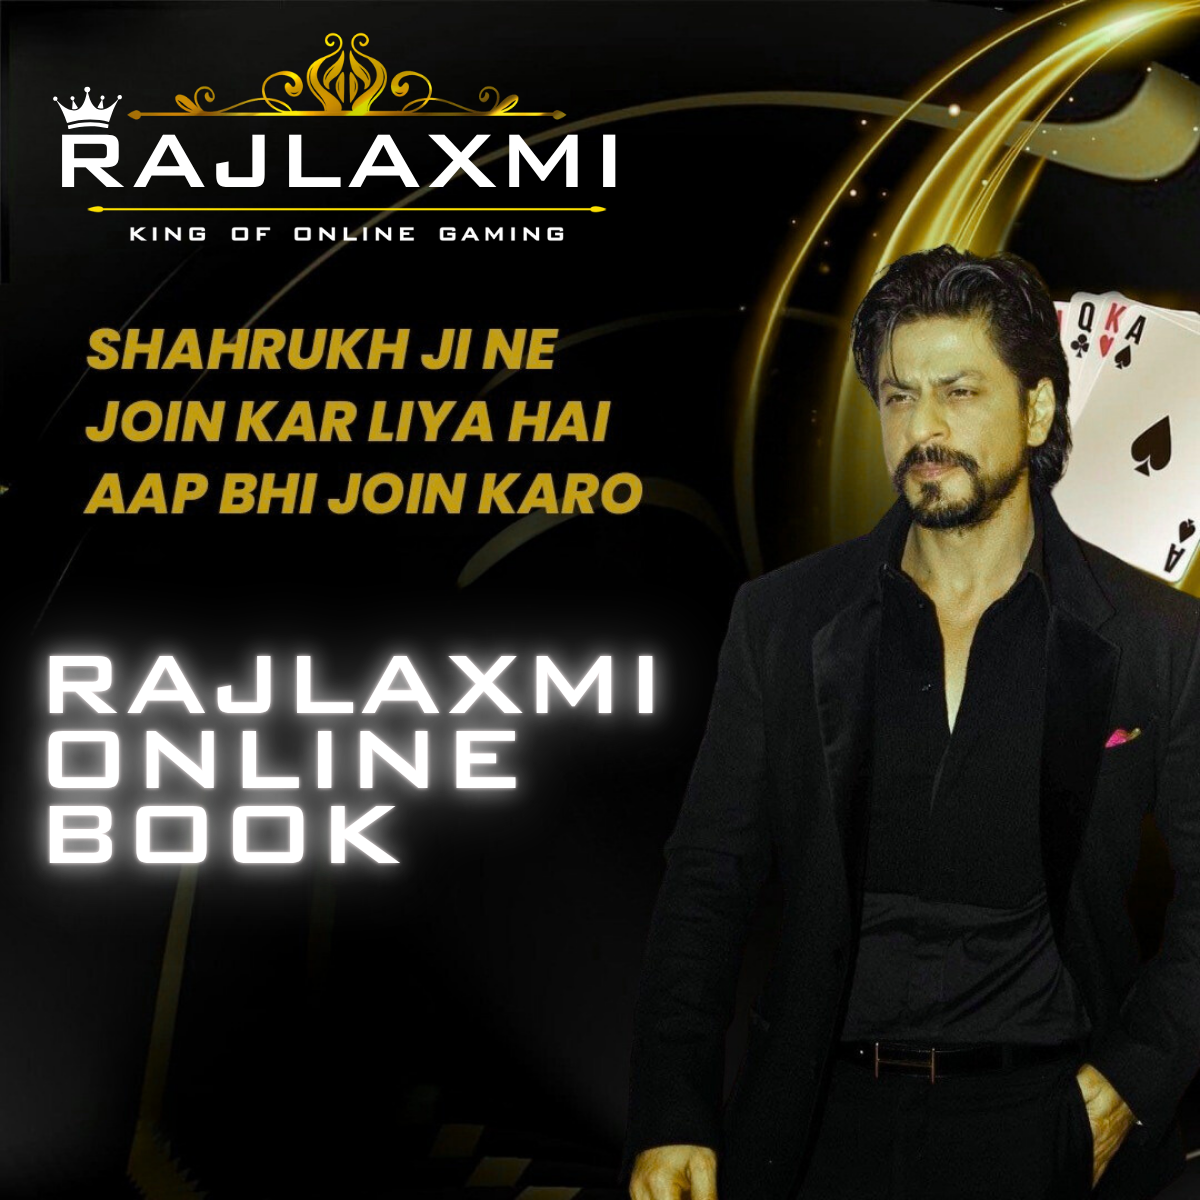 RAJLAXMI
KING OF ONLINE GAMING
SHAHRUKH JI NE
JOIN KAR LIYA HAI
AAP BHI JOIN KARO
RAJLAXMI
ONLINE
BOOK
Q K A
A